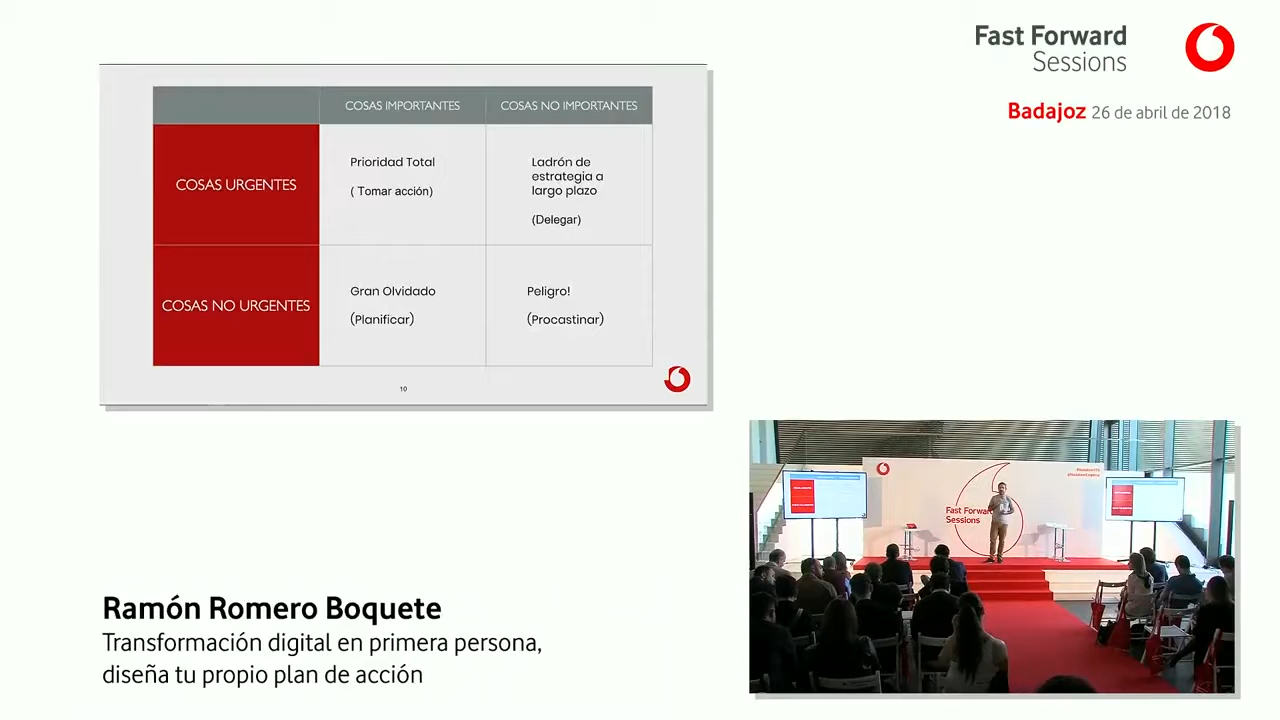 Fast Forward
Sessions
Badajoz 26 de abril de 2018
COSAS IMPORTANTES
COSAS NO IMPORTANTES
COSAS URGENTES
Prioridad Total
( Tomar acción)
Ladrón de
estrategia a
largo plazo
(Delegar)
COSAS NO URGENTES
Gran Olvidado
(Planificar)
Peligro!
(Procastinar)
10
Fast Forward
Sessions
Ramón Romero Boquete
Transformación digital en primera persona,
diseña tu propio plan de acción